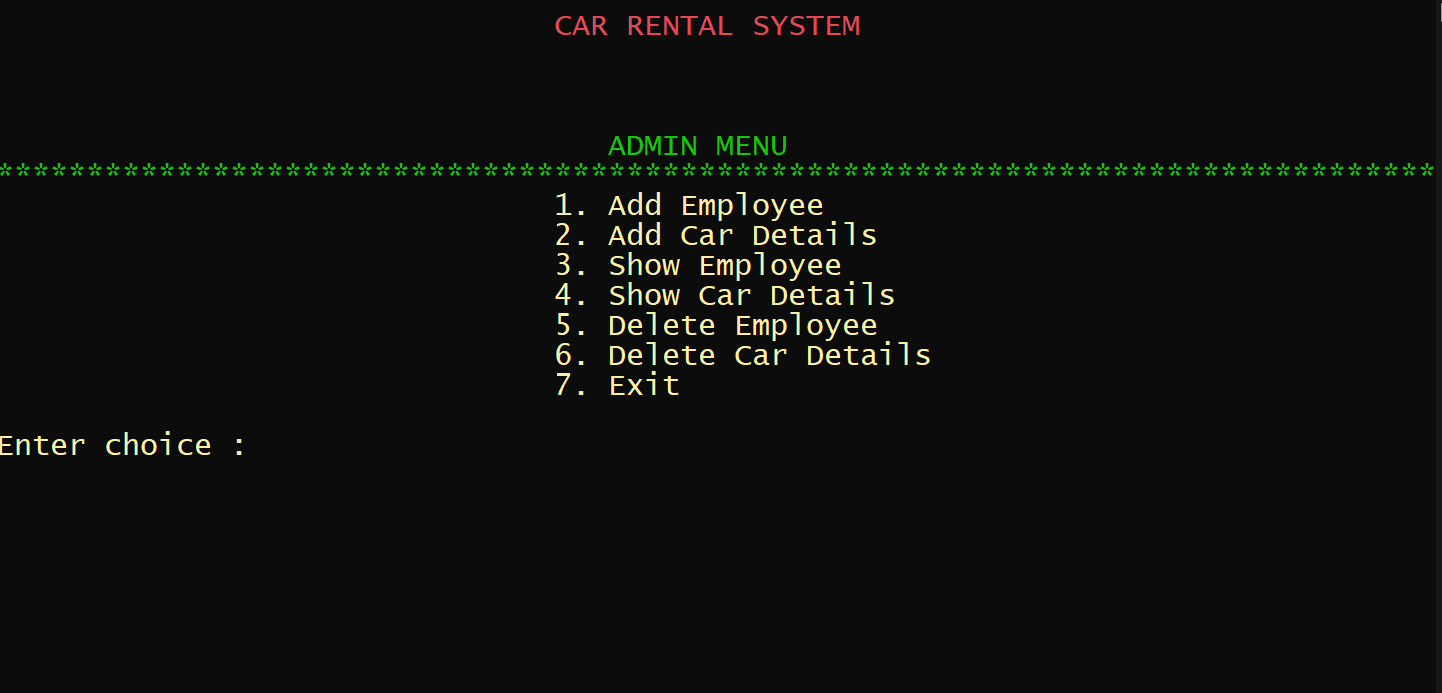 CAR RENTAL SYSTEM
ADMIN MENU
********************************************************************************
1. Add Employee
2. Add Car Details
3. Show Employee
4. Show Car Details
5. Delete Employee
6. Delete Car Details
7. Exit
Enter choice :